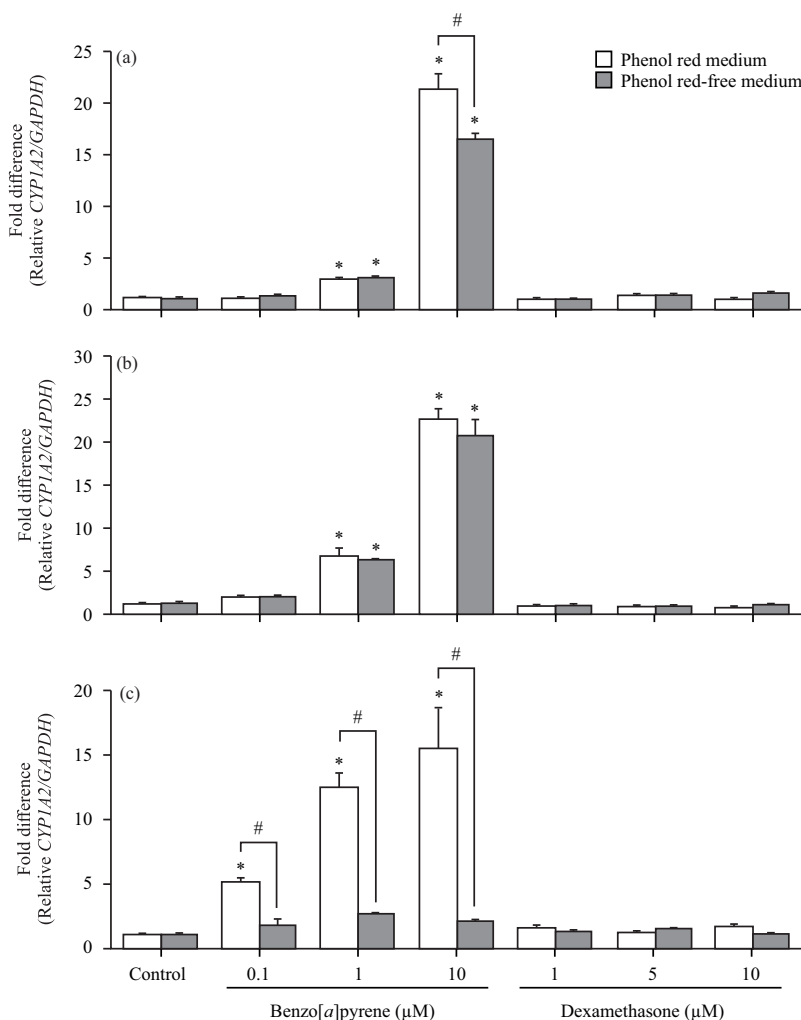 #
(a)
25
20
15
10
5
0
Fold difference
(Relative CYP1A2/GAPDH)
Phenol red medium
Phenol red-free medium
*
*
*
*
(b)
30
25
20
15
10
5
0
Fold difference
(Relative CYP1A2/GAPDH)
*
*
*
*
(c)
20
15
10
5
0
Fold difference
(Relative CYP1A2/GAPDH)
#
#
#
*
*
*
Control 0.1 1 10 1 5 10
Benzo[a]pyrene (µM) Dexamethasone (µM)